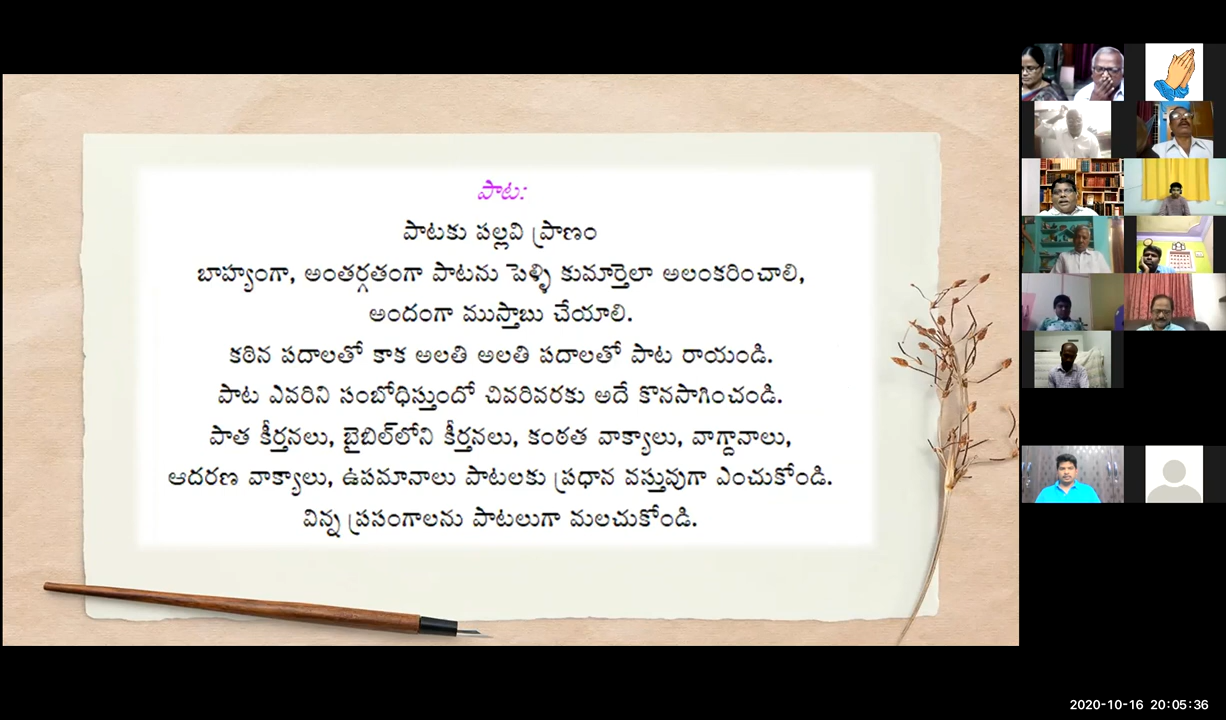 పాట:
పాటకు పల్లవి ప్రాణం
బాహ్యంగా, అంతర్గతంగా పాటను పెళ్ళి కుమార్తెలా అలంకరించాలి,
అందంగా ముస్తాబు చేయాలి.
కఠిన పదాలతో కాక అలతి అలతి పదాలతో పాట రాయండి.
పాట ఎవరిని సంబోధిస్తుందో చివరివరకు అదే కొనసాగించండి.
పాత కీర్తనలు, బైబిల్‌లోని కీర్తనలు, కంఠత వాక్యాలు, వాగ్దానాలు,
ఆదరణ వాక్యాలు, ఉపమానాలు పాటలకు ప్రధాన వస్తువుగా ఎంచుకోండి.
విన్న ప్రసంగాలను పాటలుగా మలచుకోండి.
2020-10-16 20:05:36